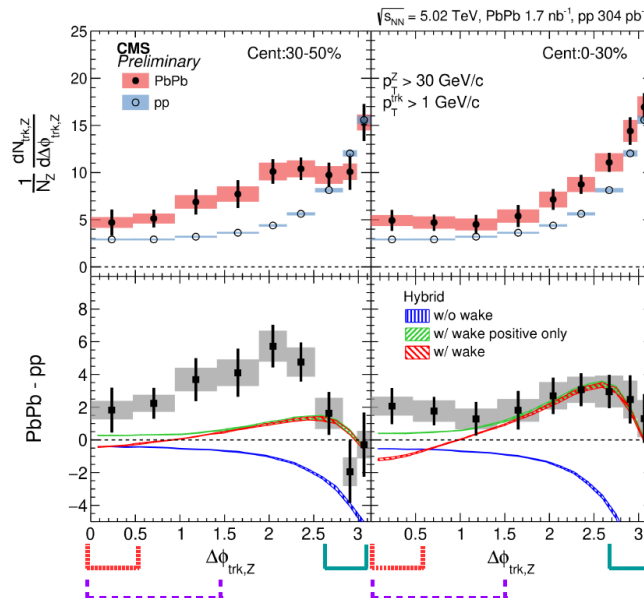 √s_NN = 5.02 TeV, PbPb 1.7 nb⁻¹, pp 304 pb⁻
CMS
Preliminary
PbPb
pp
Cent:30-50%
Cent:0-30%
p_T^Z > 30 GeV/c
p_T^trk > 1 GeV/c
1/N_Z dN_trk,Z/dΔϕ_trk,Z
25
20
15
10
5
0
Hybrid
w/o wake
w/ wake positive only
w/ wake
PbPb - pp
8
6
4
2
0
−2
−4
0 0.5 1 1.5 2 2.5 3
0 0.5 1 1.5 2 2.5 3
Δϕ_trk,Z
Δϕ_trk,Z